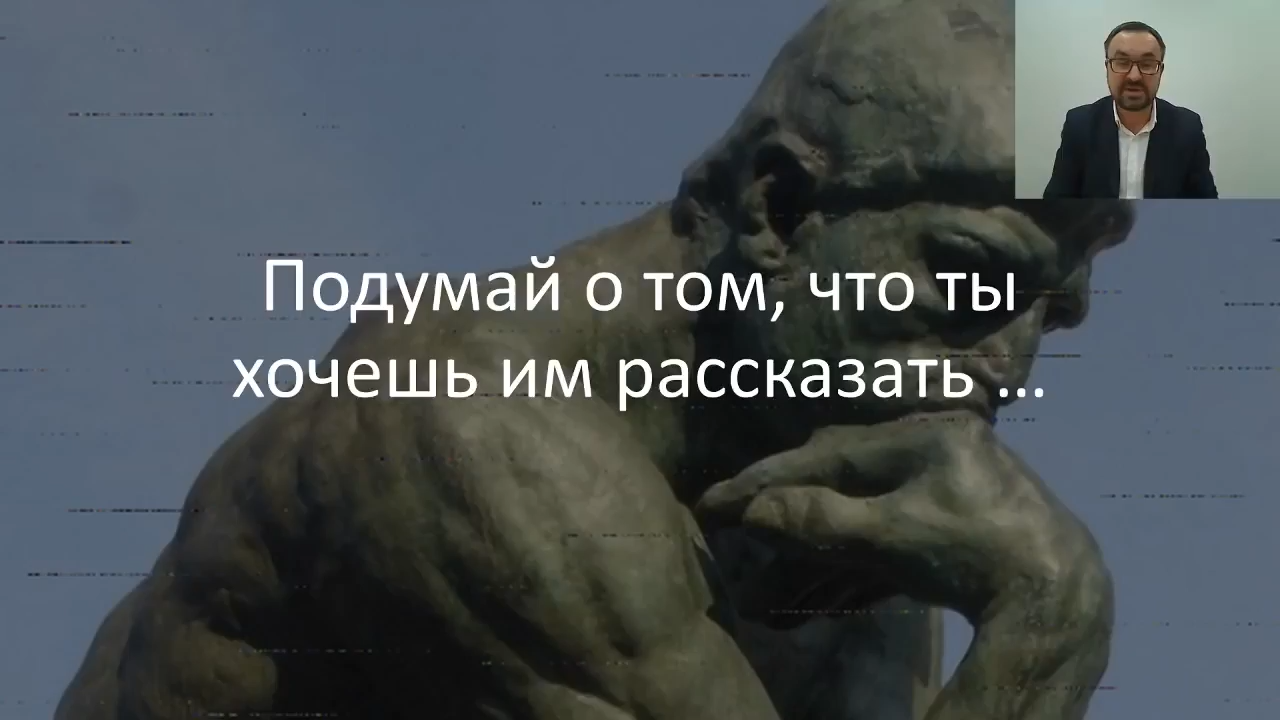 Подумай о том, что ты
хочешь им рассказать ...